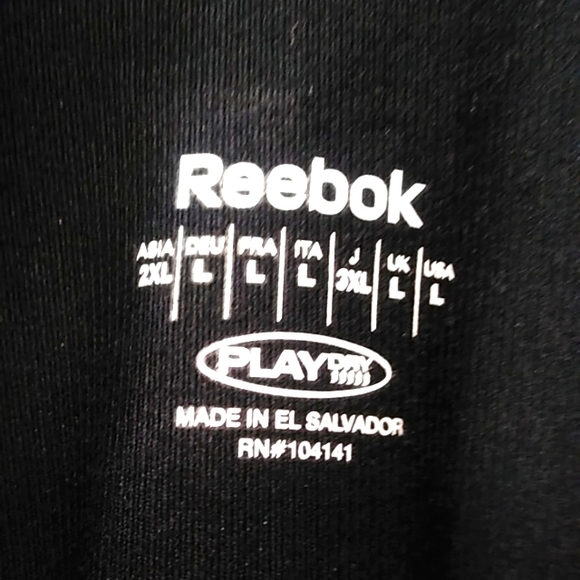 Reebok
ASIA DEU FRA ITA J UK USA
2XL L L L 3XL L L
PLAYDRY
MADE IN EL SALVADOR
RN#104141